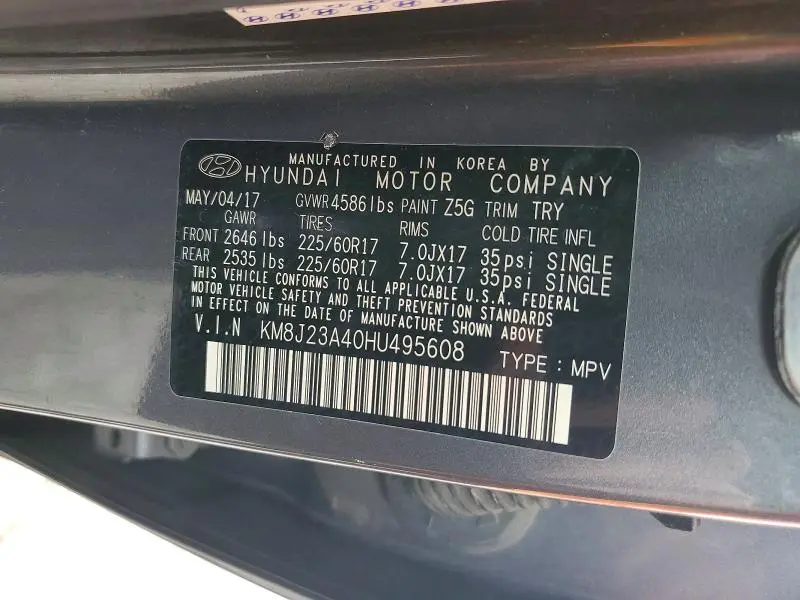 MANUFACTURED IN KOREA BY
HYUNDAI MOTOR COMPANY
MAY/04/17 GVWR 4586 lbs PAINT Z5G TRIM TRY
GAWR TIRES RIMS COLD TIRE INFL
FRONT 2646 lbs 225/60R17 7.0JX17 35psi SINGLE
REAR 2535 lbs 225/60R17 7.0JX17 35psi SINGLE
THIS VEHICLE CONFORMS TO ALL APPLICABLE U.S.A. FEDERAL
MOTOR VEHICLE SAFETY AND THEFT PREVENTION STANDARDS
IN EFFECT ON THE DATE OF MANUFACTURE SHOWN ABOVE
V.I.N KM8J23A40HU495608
TYPE : MPV